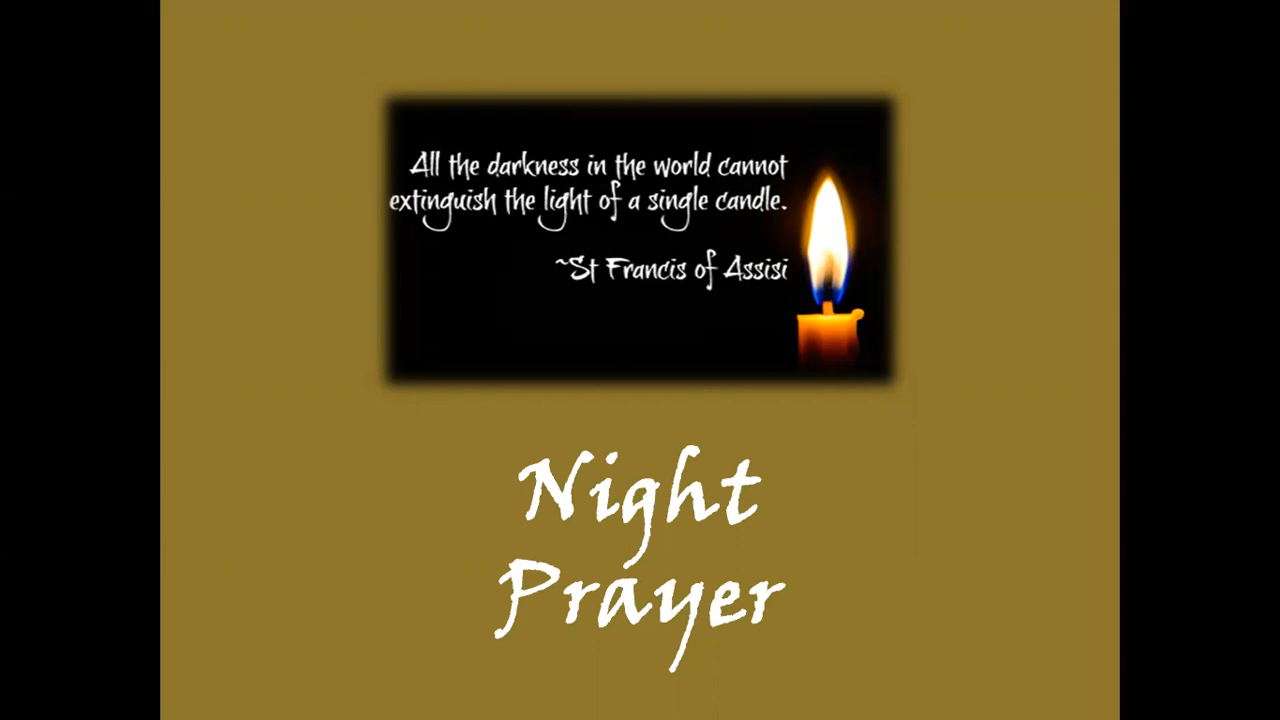 All the darkness in the world cannot
extinguish the light of a single candle.
~St Francis of Assisi
Night
Prayer